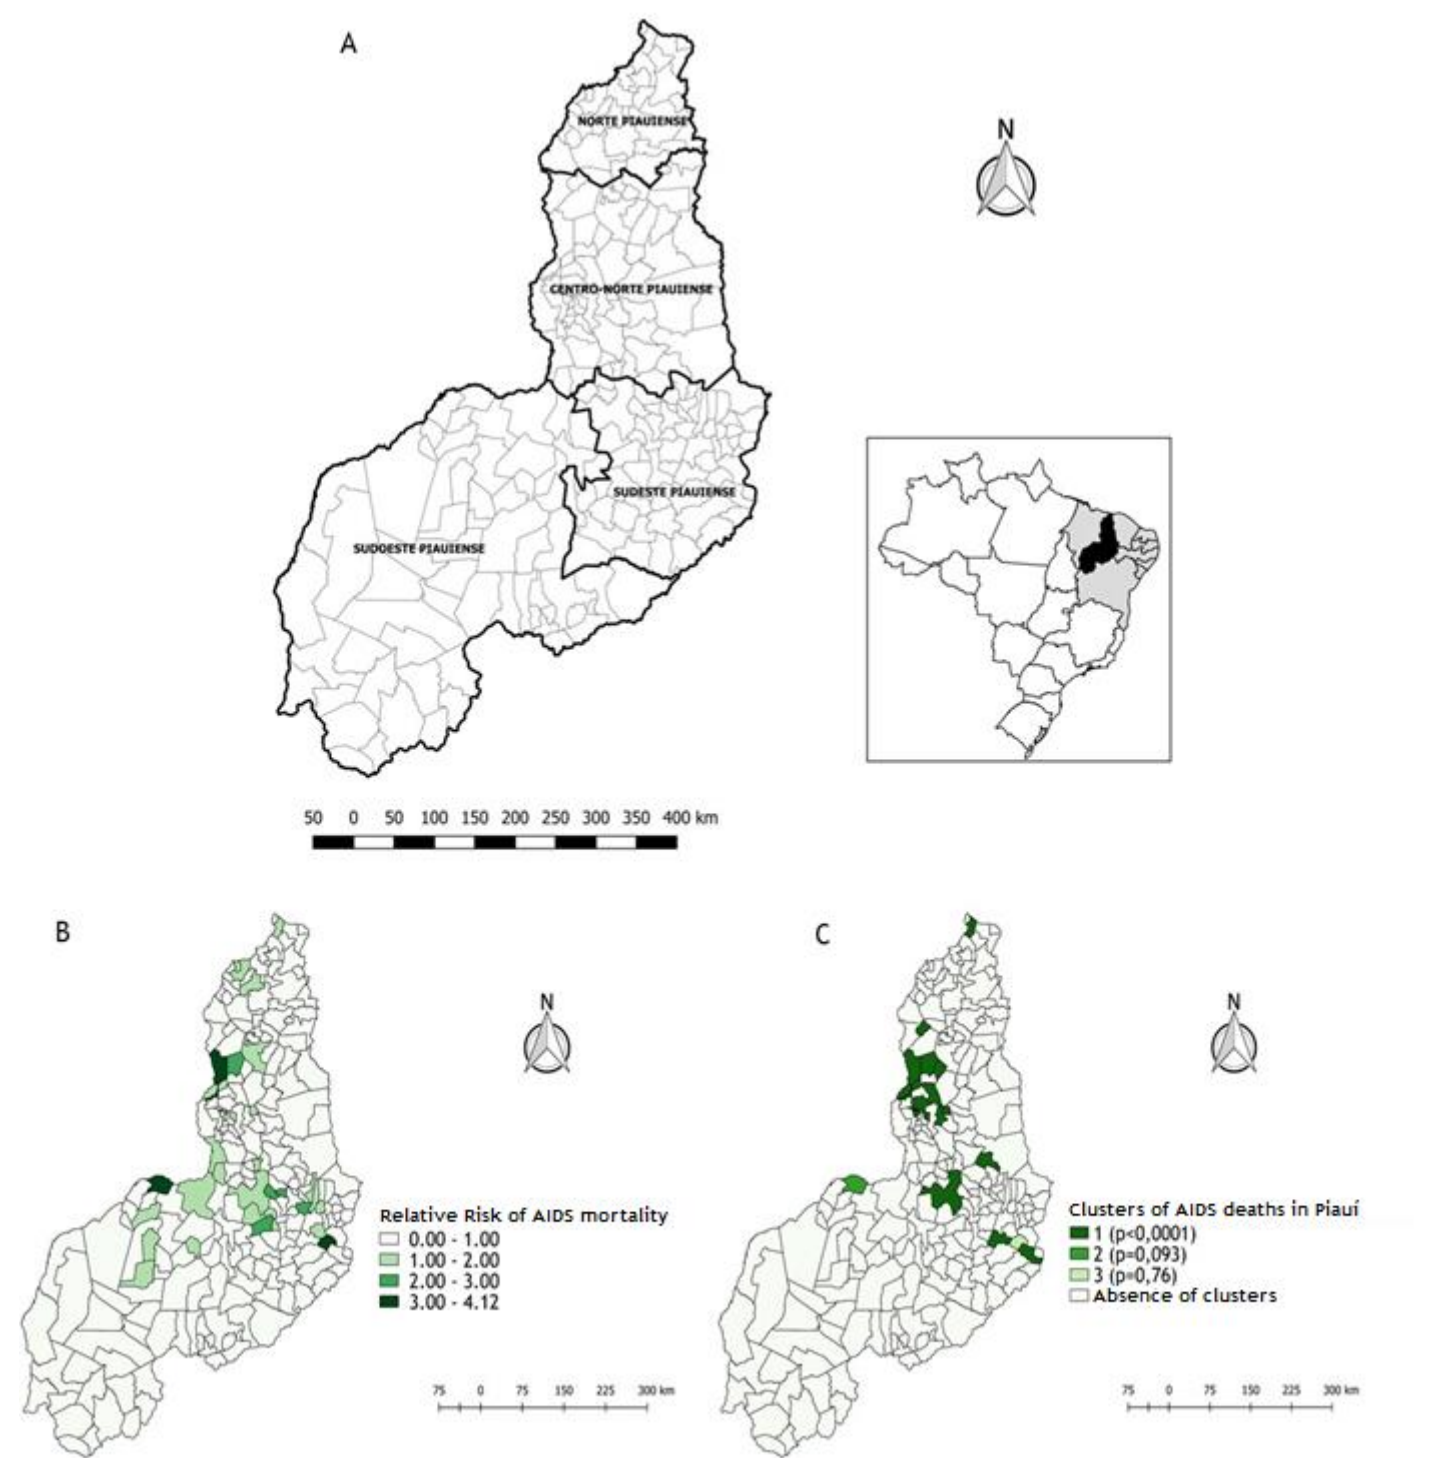 A
NORTE PIAUIENSE
N
CENTRO-NORTE PIAUIENSE
SUDESTE PIAUIENSE
SUDOESTE PIAUIENSE
50 0 50 100 150 200 250 300 350 400 km
B
N
Relative Risk of AIDS mortality
0.00 - 1.00
1.00 - 2.00
2.00 - 3.00
3.00 - 4.12
75 0 75 150 225 300 km
C
N
Clusters of AIDS deaths in Piauí
1 (p<0,0001)
2 (p=0,093)
3 (p=0,76)
Absence of clusters
75 0 75 150 225 300 km